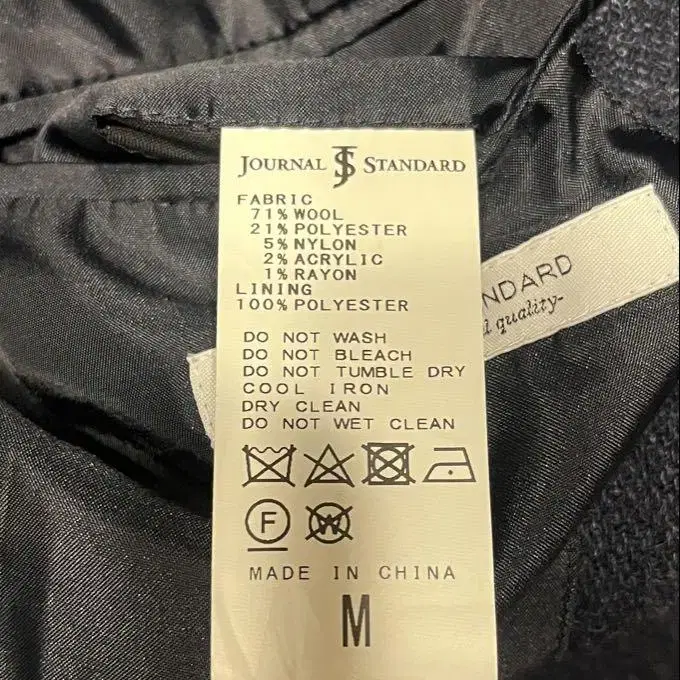 JOURNAL JS STANDARD
FABRIC
71% WOOL
21% POLYESTER
5% NYLON
2% ACRYLIC
1% RAYON
LINING
100% POLYESTER
DO NOT WASH
DO NOT BLEACH
DO NOT TUMBLE DRY
COOL IRON
DRY CLEAN
DO NOT WET CLEAN
F W
MADE IN CHINA
M
NDARD
quality-